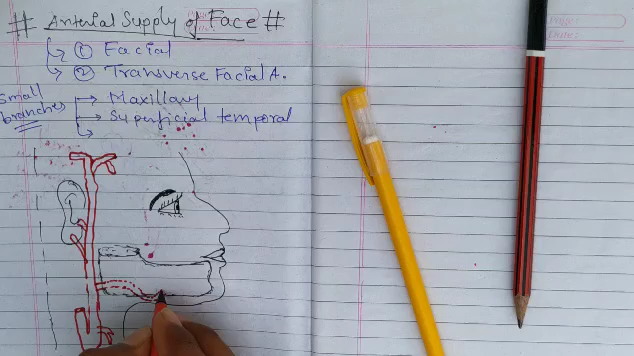 # Arterial Supply of Face #
① Facial
② Transverse Facial A.
Small branches
Maxillary
Superficial temporal